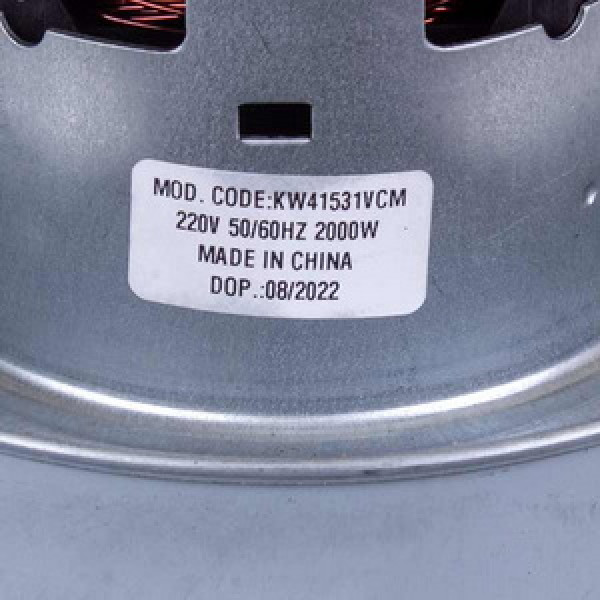 MOD. CODE:KW41531VCM
220V 50/60HZ 2000W
MADE IN CHINA
DOP.:08/2022